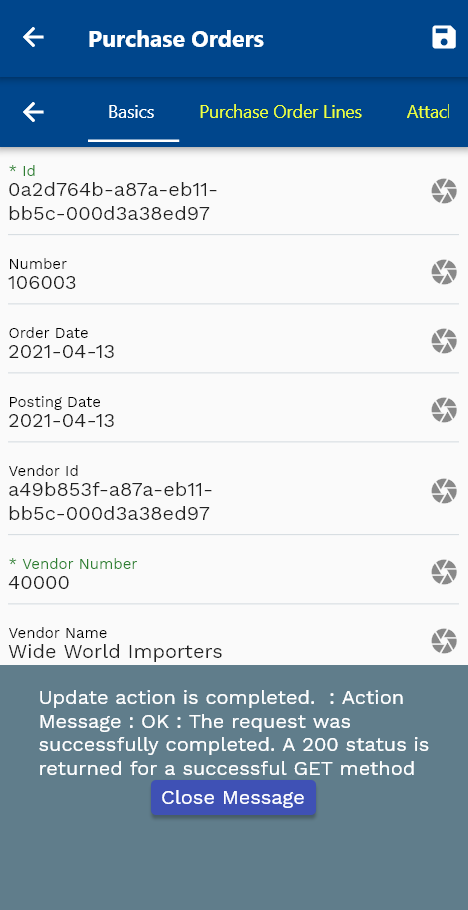 Purchase Orders
Basics Purchase Order Lines Attacl
* Id
0a2d764b-a87a-eb11-
bb5c-000d3a38ed97
Number
106003
Order Date
2021-04-13
Posting Date
2021-04-13
Vendor Id
a49b853f-a87a-eb11-
bb5c-000d3a38ed97
* Vendor Number
40000
Vendor Name
Wide World Importers
Update action is completed.  : Action
Message : OK : The request was
successfully completed. A 200 status is
returned for a successful GET method
Close Message